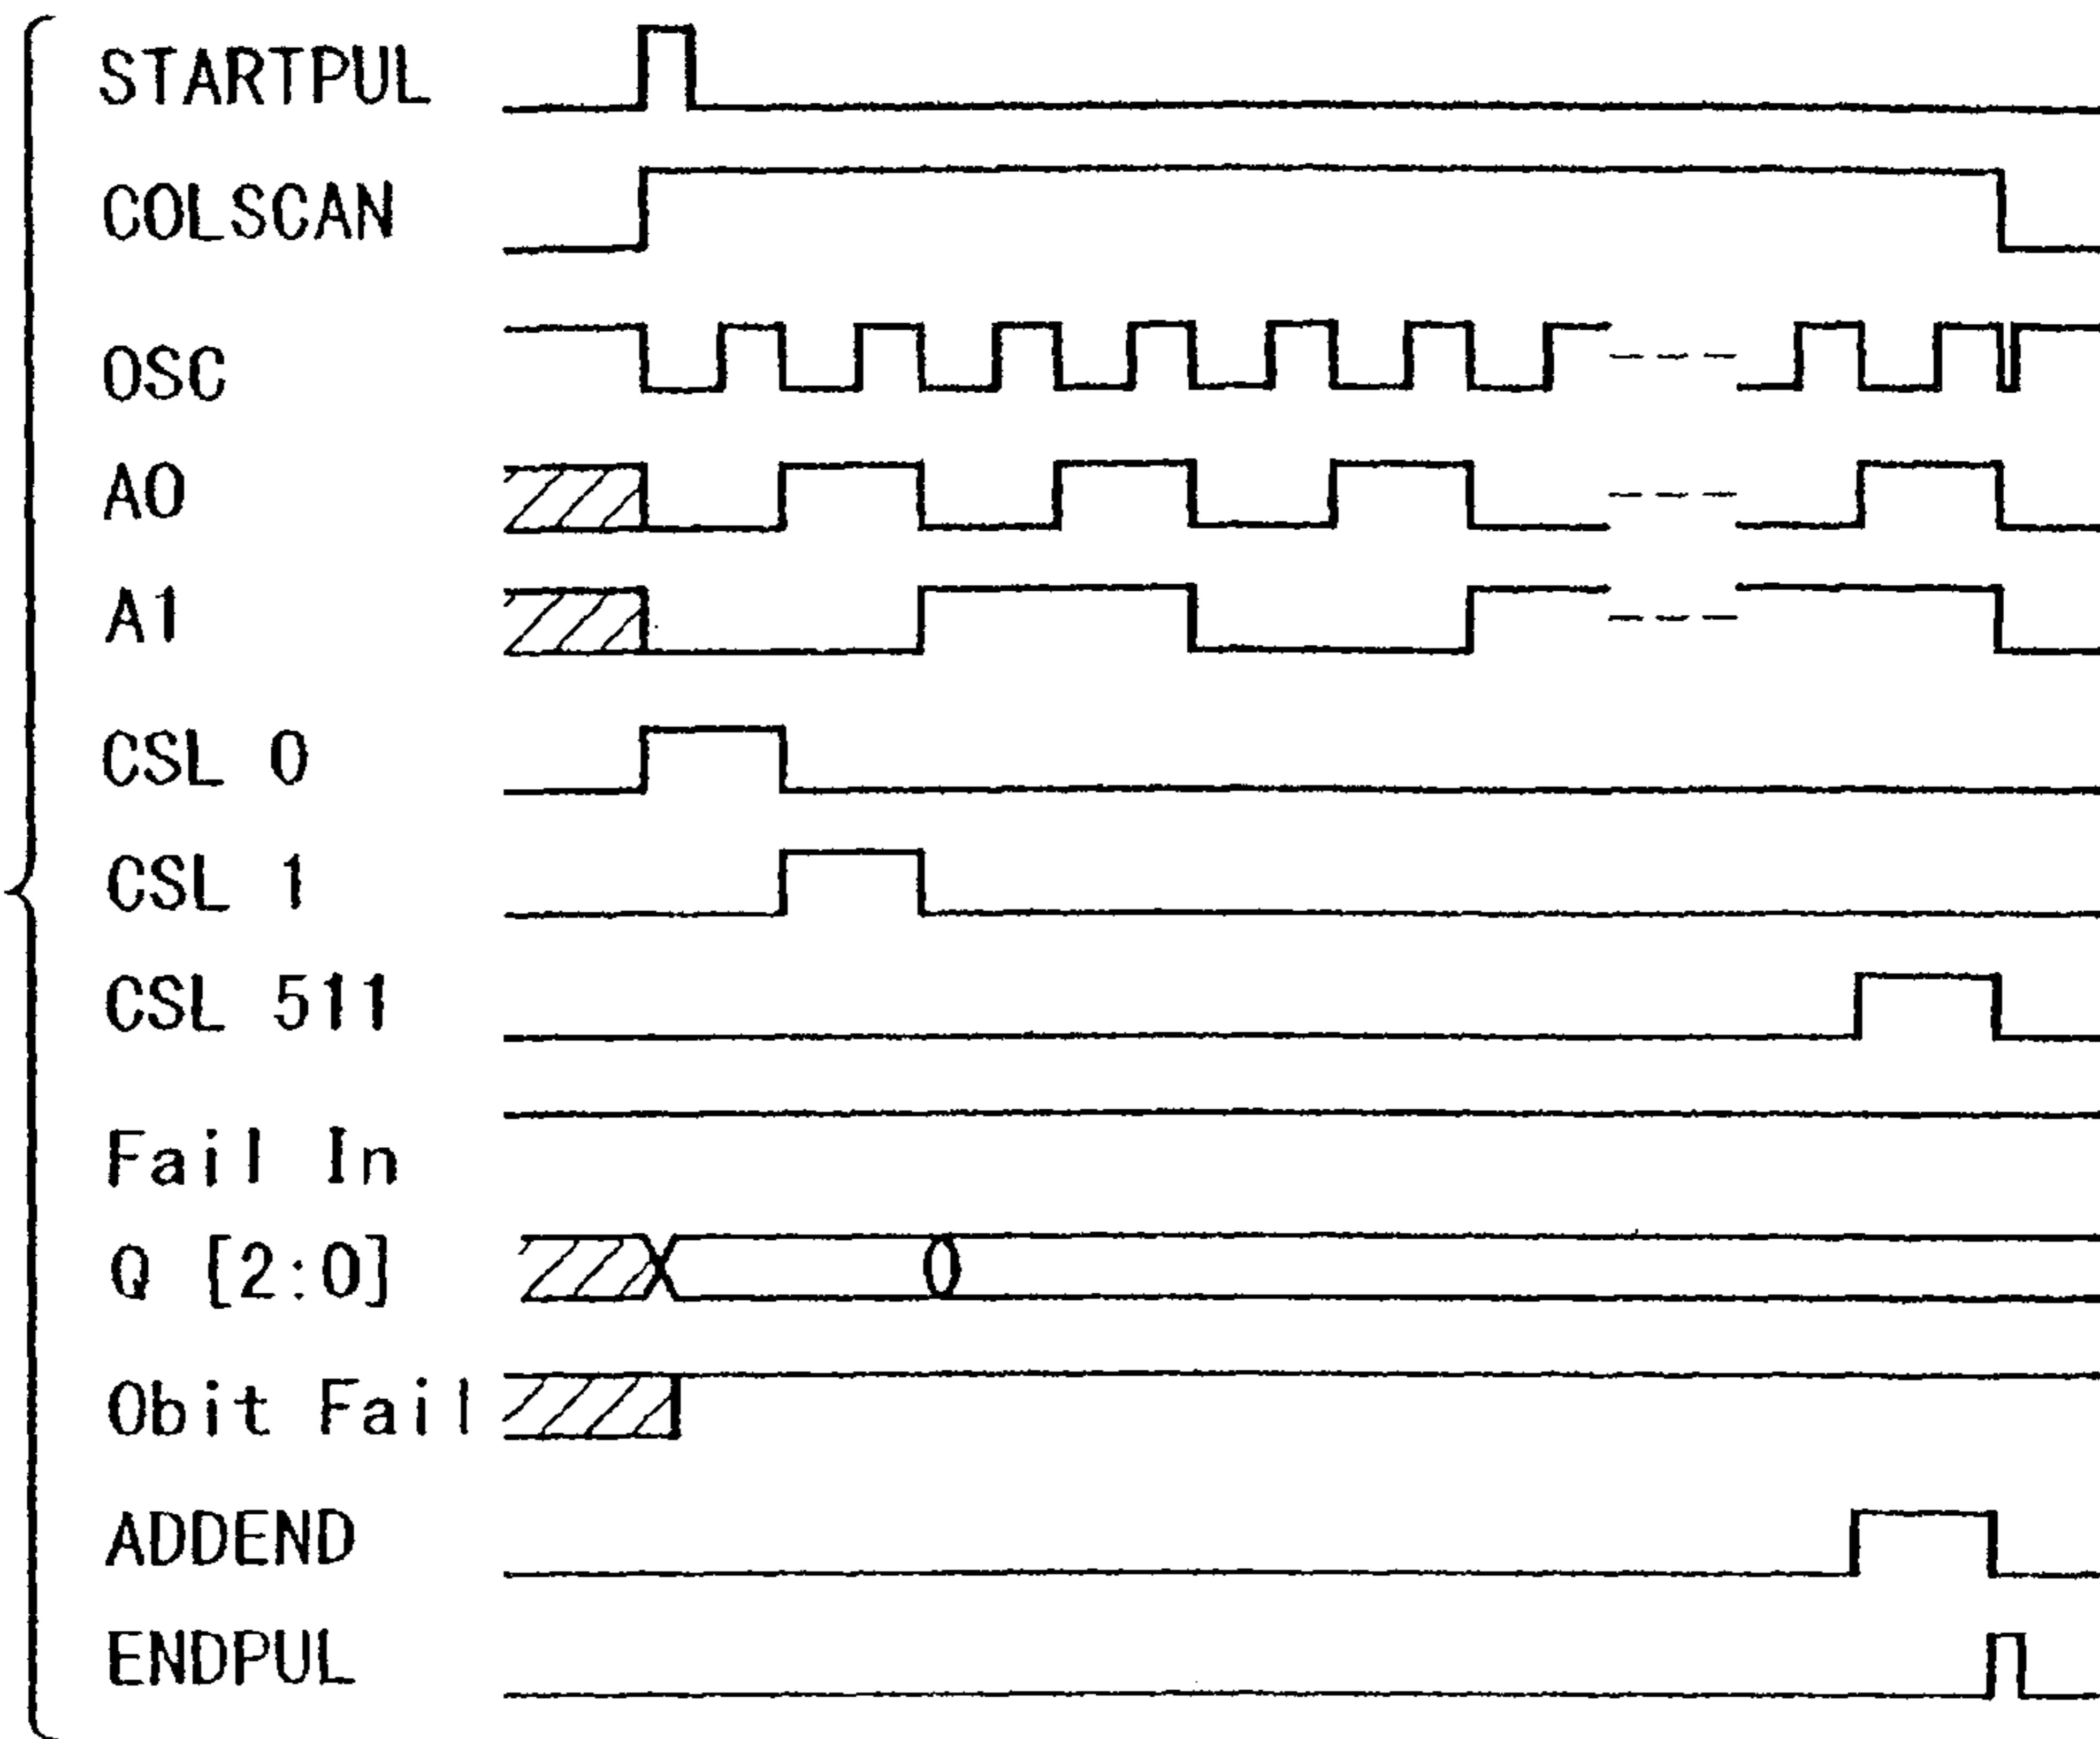 STARTPUL
COLSCAN
OSC
A0
A1
CSL 0
CSL 1
CSL 511
Fail In
Q [2:0]
0bit Fail
ADDEND
ENDPUL